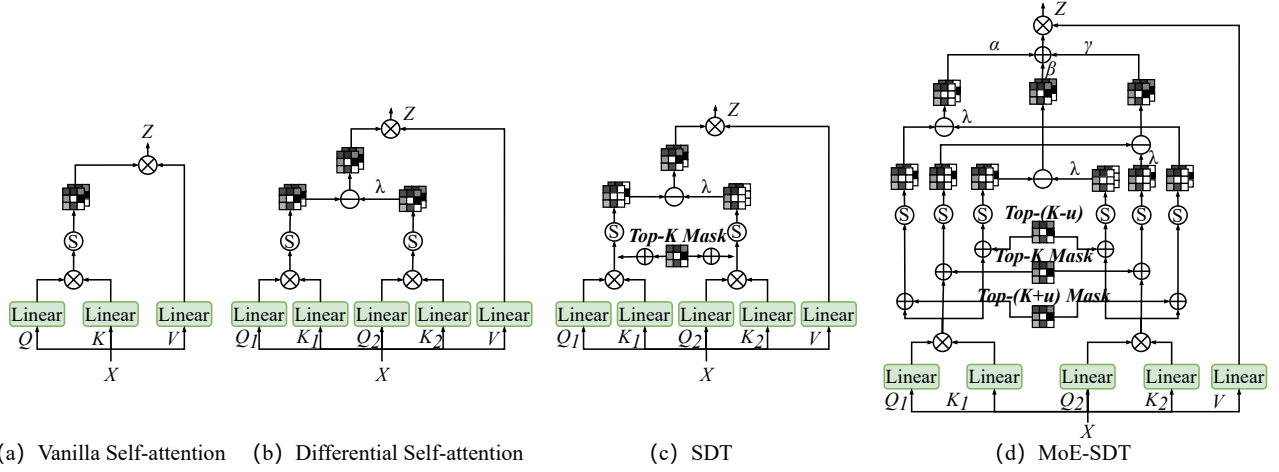 Z
S
Linear Linear Linear
Q K V
X
(a) Vanilla Self-attention
Z
λ
S S
Linear Linear Linear Linear Linear
Q1 K1 Q2 K2 V
X
(b) Differential Self-attention
Z
λ
S S
Top-K Mask
Linear Linear Linear Linear Linear
Q1 K1 Q2 K2 V
X
(c) SDT
Z
α γ
β
λ
λ
λ
S S S S S S
Top-(K-u)
Top-K Mask
Top-(K+u) Mask
Linear Linear Linear Linear Linear
Q1 K1 Q2 K2 V
X
(d) MoE-SDT